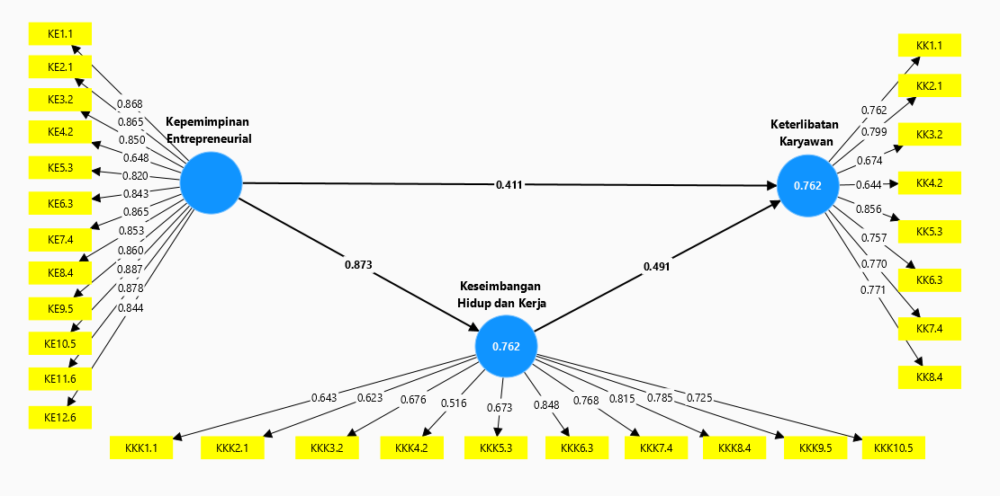 KE1.1
KE2.1
KE3.2
KE4.2
KE5.3
KE6.3
KE7.4
KE8.4
KE9.5
KE10.5
KE11.6
KE12.6
0.868
0.865
0.850
0.648
0.820
0.843
0.865
0.853
0.860
0.887
0.878
0.844
Kepemimpinan
Entrepreneurial
0.411
0.873
0.491
Keseimbangan
Hidup dan Kerja
0.762
0.643
0.623
0.676
0.516
0.673
0.848
0.768
0.815
0.785
0.725
KKK1.1
KKK2.1
KKK3.2
KKK4.2
KKK5.3
KKK6.3
KKK7.4
KKK8.4
KKK9.5
KKK10.5
Keterlibatan
Karyawan
0.762
0.762
0.799
0.674
0.644
0.856
0.757
0.770
0.771
KK1.1
KK2.1
KK3.2
KK4.2
KK5.3
KK6.3
KK7.4
KK8.4